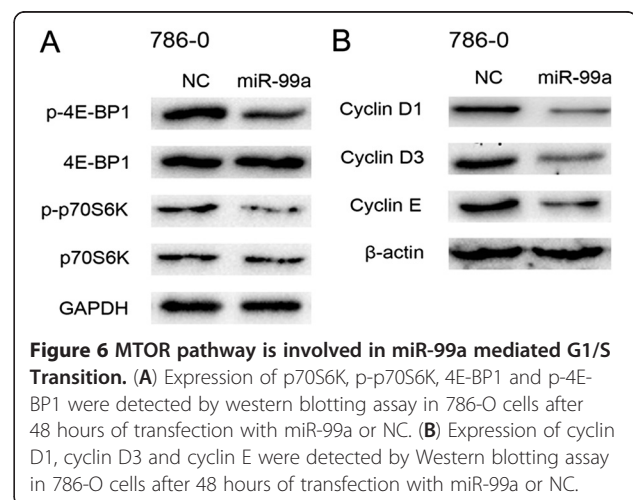 A
786-0
NC miR-99a
p-4E-BP1
4E-BP1
p-p70S6K
p70S6K
GAPDH
B
786-0
NC miR-99a
Cyclin D1
Cyclin D3
Cyclin E
β-actin
Figure 6 MTOR pathway is involved in miR-99a mediated G1/S
Transition. (A) Expression of p70S6K, p-p70S6K, 4E-BP1 and p-4E-
BP1 were detected by western blotting assay in 786-O cells after
48 hours of transfection with miR-99a or NC. (B) Expression of cyclin
D1, cyclin D3 and cyclin E were detected by Western blotting assay
in 786-O cells after 48 hours of transfection with miR-99a or NC.